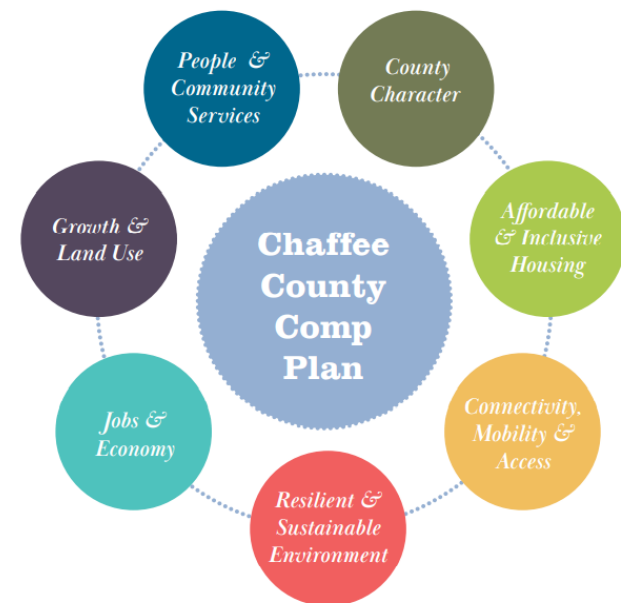 People &
Community
Services
County
Character
Affordable
& Inclusive
Housing
Connectivity,
Mobility &
Access
Resilient &
Sustainable
Environment
Jobs &
Economy
Growth &
Land Use
Chaffee
County
Comp
Plan